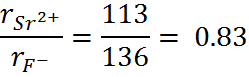 r_{Sr^{2+}} / r_{F^-} = 113 / 136 = 0.83